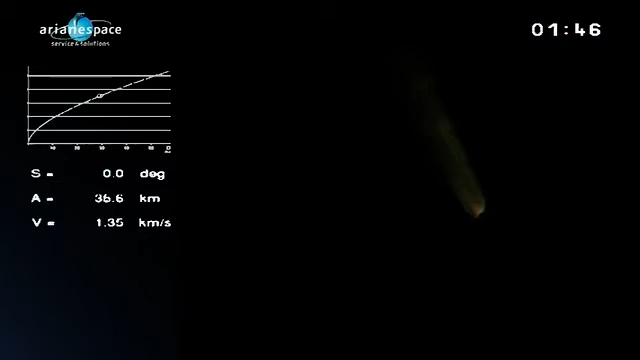 arianespace
service & solutions
01:46
S = 0.0 deg
A = 36.6 km
V = 1.35 km/s